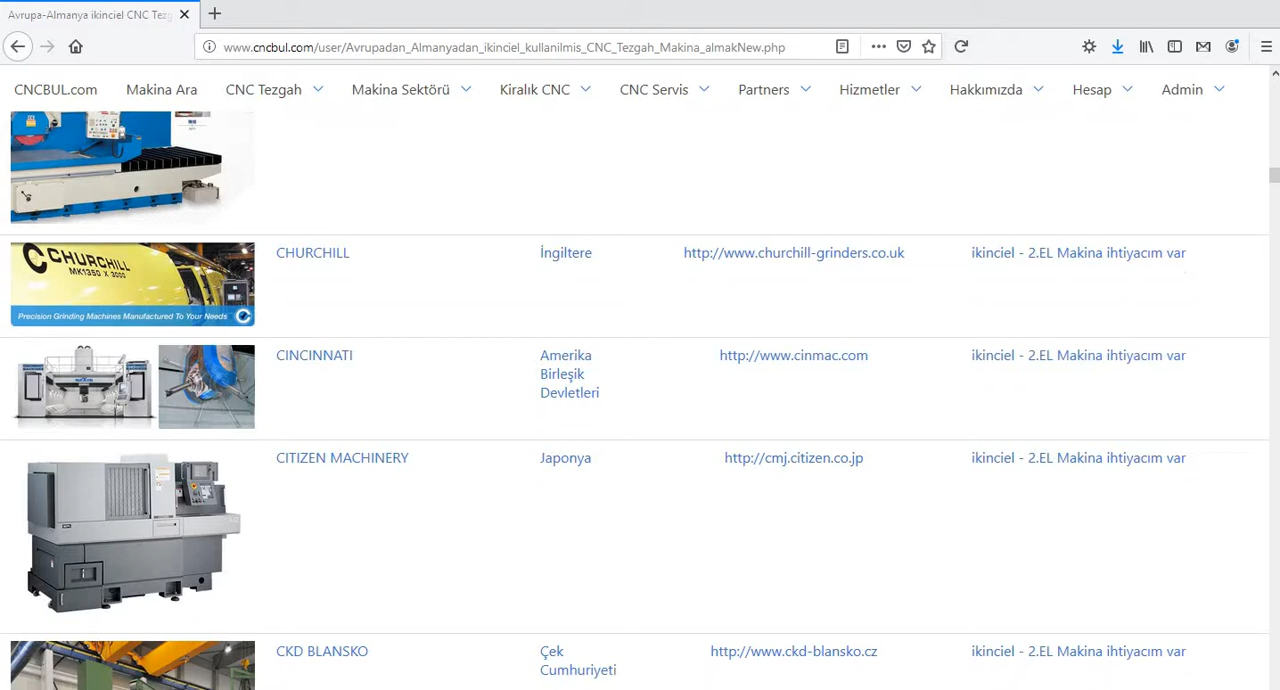 Avrupa-Almanya ikinciel CNC Tezg
www.cncbul.com/user/Avrupadan_Almanyadan_ikinciel_kullanilmis_CNC_Tezgah_Makina_almakNew.php
CNCBUL.com Makina Ara CNC Tezgah Makina Sektörü Kiralık CNC CNC Servis Partners Hizmetler Hakkımızda Hesap Admin
CHURCHILL
MK1350 X 3000
Precision Grinding Machines Manufactured To Your Needs
CHURCHILL İngiltere http://www.churchill-grinders.co.uk ikinciel - 2.EL Makina ihtiyacım var
CINCINNATI Amerika http://www.cinmac.com ikinciel - 2.EL Makina ihtiyacım var
Birleşik
Devletleri
CITIZEN MACHINERY Japonya http://cmj.citizen.co.jp ikinciel - 2.EL Makina ihtiyacım var
CKD BLANSKO Çek http://www.ckd-blansko.cz ikinciel - 2.EL Makina ihtiyacım var
Cumhuriyeti